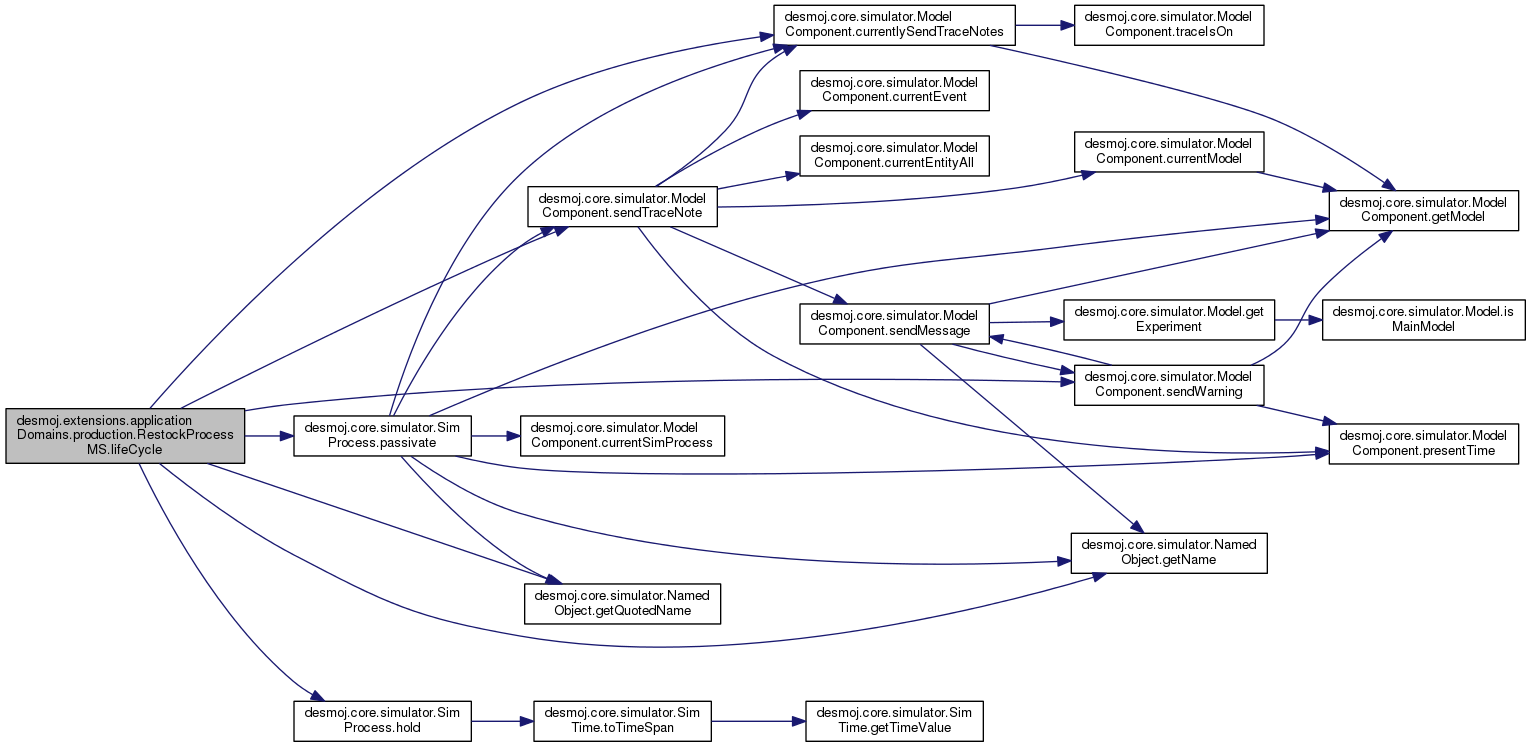 desmoj.core.simulator.Model
Component.currentlySendTraceNotes
desmoj.core.simulator.Model
Component.traceIsOn
desmoj.core.simulator.Model
Component.currentEvent
desmoj.core.simulator.Model
Component.currentEntityAll
desmoj.core.simulator.Model
Component.currentModel
desmoj.core.simulator.Model
Component.sendTraceNote
desmoj.core.simulator.Model
Component.getModel
desmoj.core.simulator.Model
Component.sendMessage
desmoj.core.simulator.Model.get
Experiment
desmoj.core.simulator.Model.is
MainModel
desmoj.core.simulator.Model
Component.sendWarning
desmoj.extensions.application
Domains.production.RestockProcess
MS.lifeCycle
desmoj.core.simulator.Sim
Process.passivate
desmoj.core.simulator.Model
Component.currentSimProcess
desmoj.core.simulator.Model
Component.presentTime
desmoj.core.simulator.Named
Object.getName
desmoj.core.simulator.Named
Object.getQuotedName
desmoj.core.simulator.Sim
Process.hold
desmoj.core.simulator.Sim
Time.toTimeSpan
desmoj.core.simulator.Sim
Time.getTimeValue